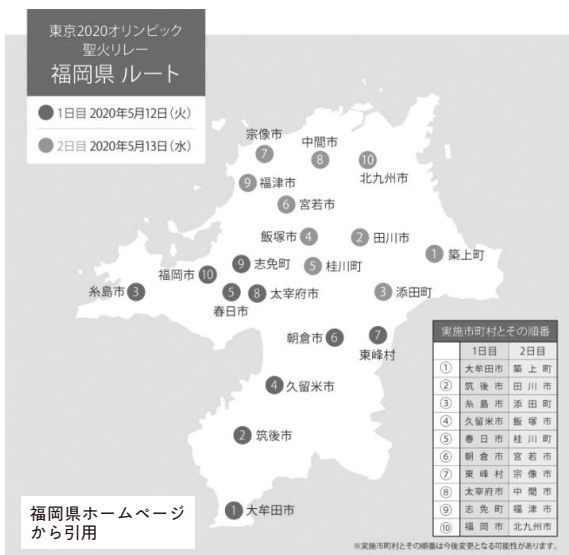 東京2020オリンピック
聖火リレー
福岡県 ルート
1日目 2020年5月12日(火)
2日目 2020年5月13日(水)
宗像市
7
中間市
8
10
北九州市
9 福津市
6 宮若市
飯塚市 4
2 田川市
1 築上町
福岡市 10
9 志免町
5 桂川町
糸島市 3
5
春日市
8 太宰府市
3 添田町
朝倉市 6
7
東峰村
4 久留米市
2 筑後市
1 大牟田市
実施市町村とその順番
1日目 2日目
① 大牟田市 築上町
② 筑後市 田川市
③ 糸島市 添田町
④ 久留米市 飯塚市
⑤ 春日市 桂川町
⑥ 朝倉市 宮若市
⑦ 東峰村 宗像市
⑧ 太宰府市 中間市
⑨ 志免町 福津市
⑩ 福岡市 北九州市
※実施市町村とその順番は今後変更となる可能性があります。
福岡県ホームページ
から引用